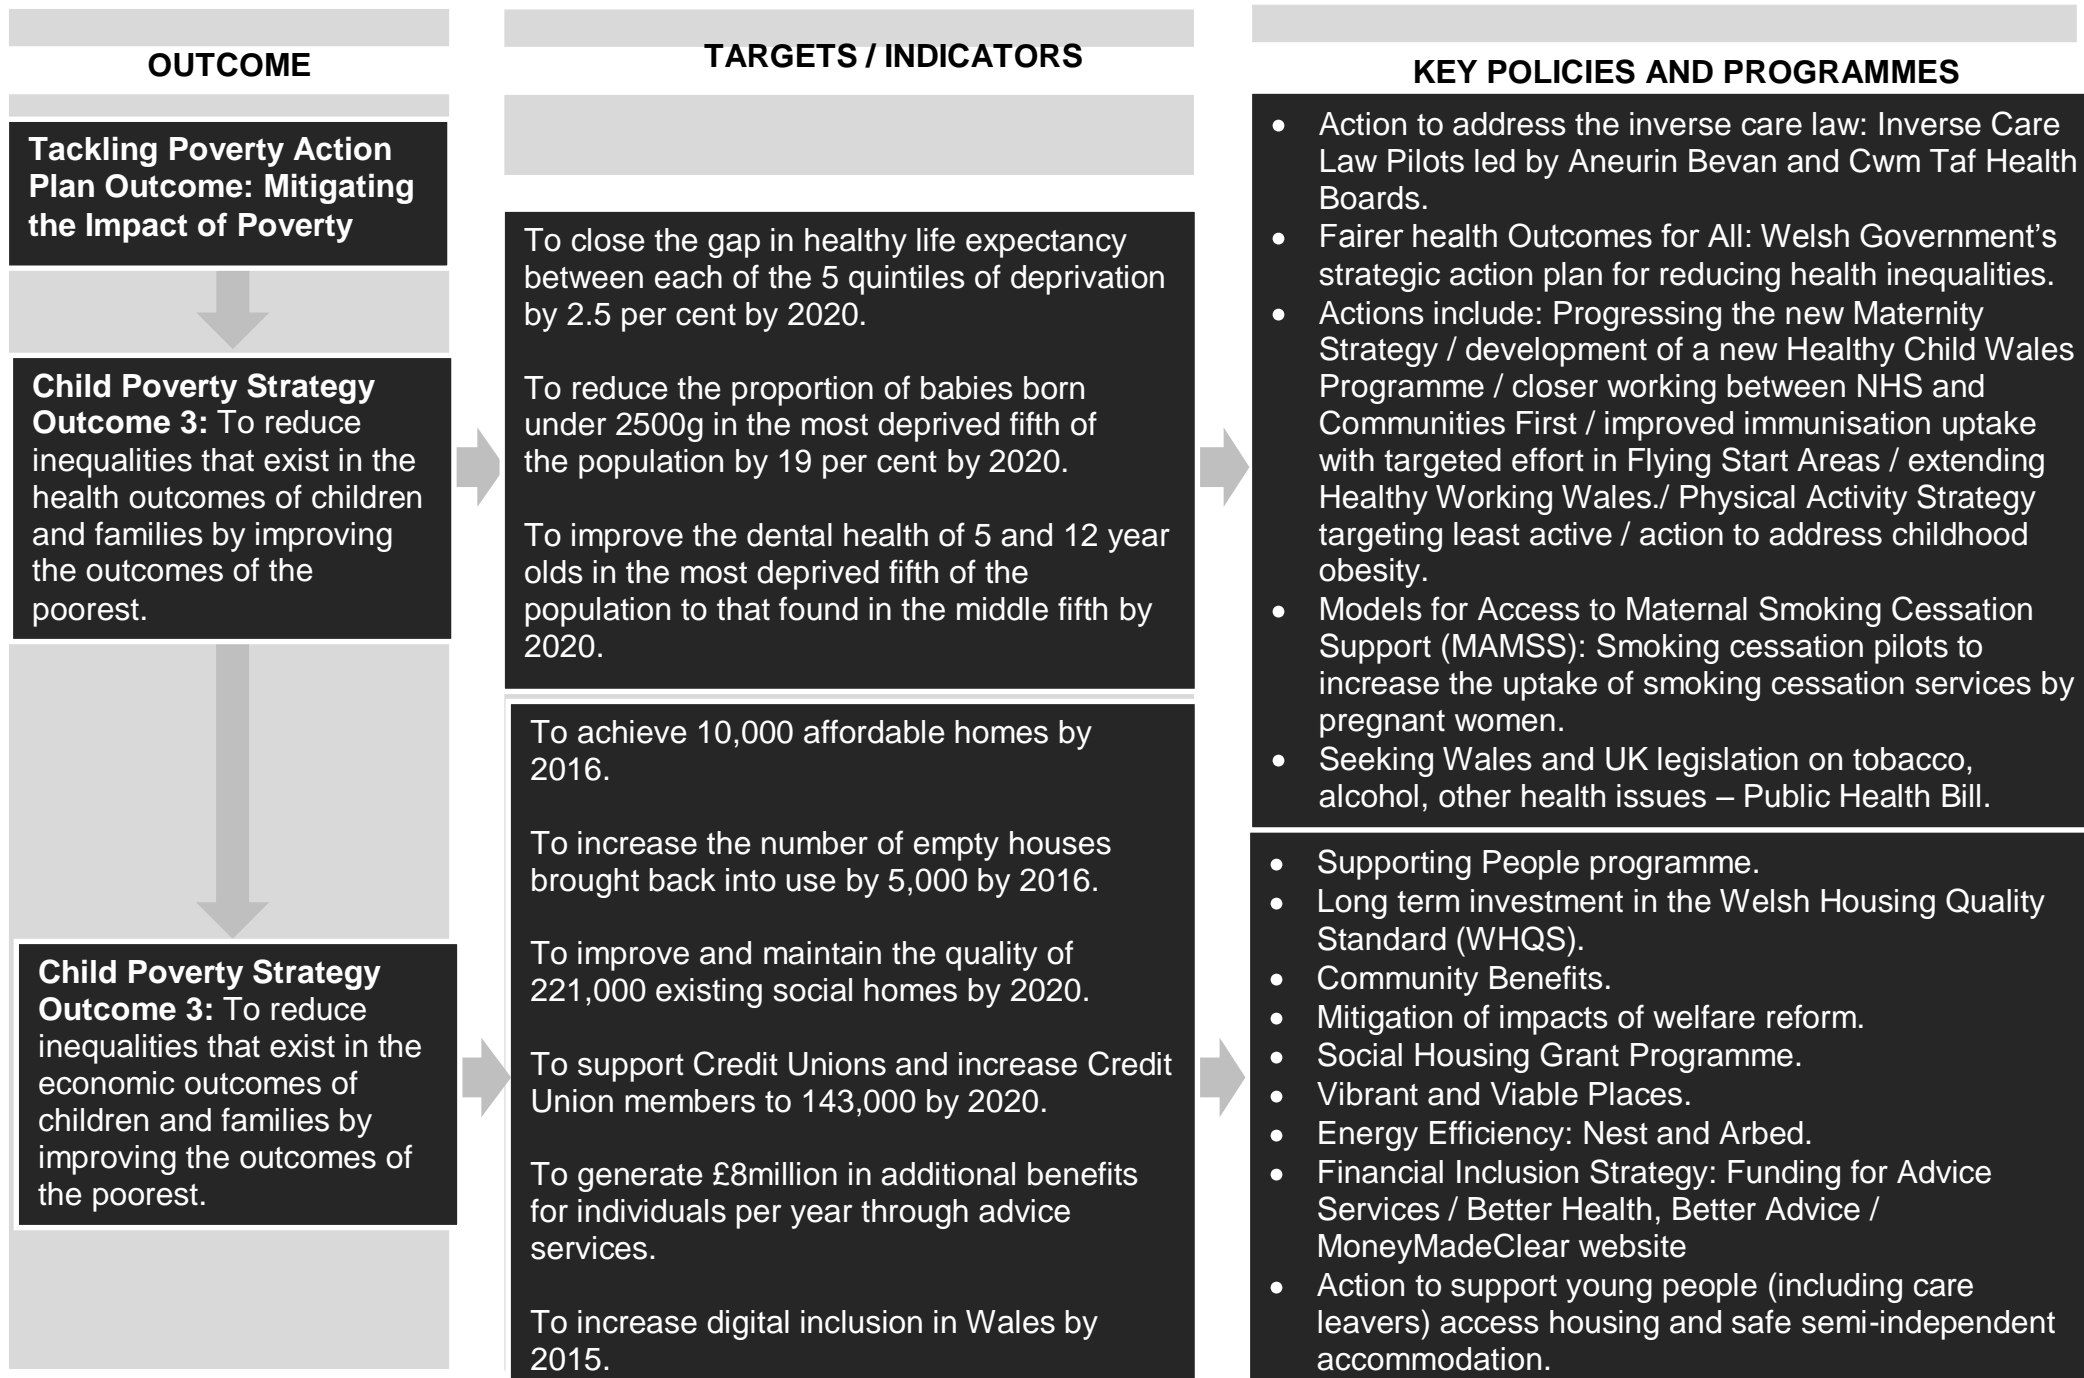 OUTCOME
Tackling Poverty Action
Plan Outcome: Mitigating
the Impact of Poverty
Child Poverty Strategy
Outcome 3: To reduce
inequalities that exist in the
health outcomes of children
and families by improving
the outcomes of the
poorest.
Child Poverty Strategy
Outcome 3: To reduce
inequalities that exist in the
economic outcomes of
children and families by
improving the outcomes of
the poorest.
TARGETS / INDICATORS
To close the gap in healthy life expectancy
between each of the 5 quintiles of deprivation
by 2.5 per cent by 2020.
To reduce the proportion of babies born
under 2500g in the most deprived fifth of
the population by 19 per cent by 2020.
To improve the dental health of 5 and 12 year
olds in the most deprived fifth of the
population to that found in the middle fifth by
2020.
To achieve 10,000 affordable homes by
2016.
To increase the number of empty houses
brought back into use by 5,000 by 2016.
To improve and maintain the quality of
221,000 existing social homes by 2020.
To support Credit Unions and increase Credit
Union members to 143,000 by 2020.
To generate £8million in additional benefits
for individuals per year through advice
services.
To increase digital inclusion in Wales by
2015.
KEY POLICIES AND PROGRAMMES
• Action to address the inverse care law: Inverse Care
Law Pilots led by Aneurin Bevan and Cwm Taf Health
Boards.
• Fairer health Outcomes for All: Welsh Government’s
strategic action plan for reducing health inequalities.
• Actions include: Progressing the new Maternity
Strategy / development of a new Healthy Child Wales
Programme / closer working between NHS and
Communities First / improved immunisation uptake
with targeted effort in Flying Start Areas / extending
Healthy Working Wales./ Physical Activity Strategy
targeting least active / action to address childhood
obesity.
• Models for Access to Maternal Smoking Cessation
Support (MAMSS): Smoking cessation pilots to
increase the uptake of smoking cessation services by
pregnant women.
• Seeking Wales and UK legislation on tobacco,
alcohol, other health issues – Public Health Bill.
• Supporting People programme.
• Long term investment in the Welsh Housing Quality
Standard (WHQS).
• Community Benefits.
• Mitigation of impacts of welfare reform.
• Social Housing Grant Programme.
• Vibrant and Viable Places.
• Energy Efficiency: Nest and Arbed.
• Financial Inclusion Strategy: Funding for Advice
Services / Better Health, Better Advice /
MoneyMadeClear website
• Action to support young people (including care
leavers) access housing and safe semi-independent
accommodation.